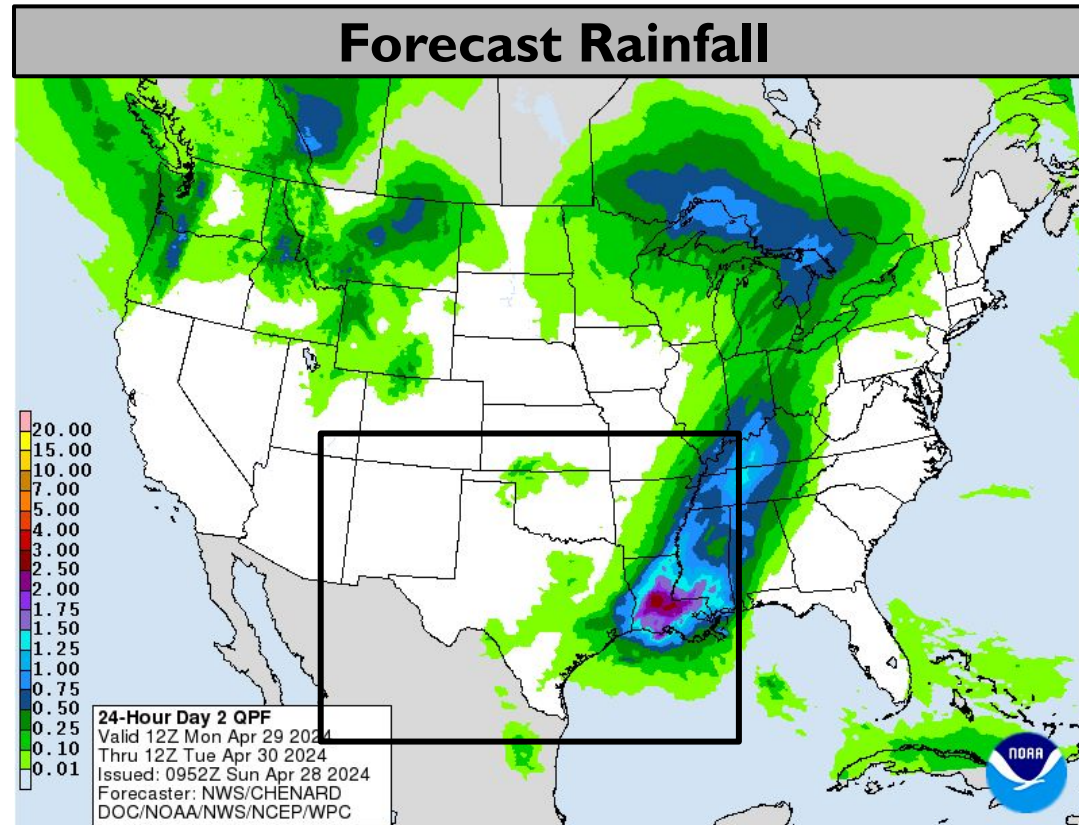 Forecast Rainfall
20.00
15.00
10.00
7.00
5.00
4.00
3.00
2.50
2.00
1.75
1.50
1.25
1.00
0.75
0.50
0.25
0.10
0.01
24-Hour Day 2 QPF
Valid 12Z Mon Apr 29 2024
Thru 12Z Tue Apr 30 2024
Issued: 0952Z Sun Apr 28 2024
Forecaster: NWS/CHENARD
DOC/NOAA/NWS/NCEP/WPC
NOAA